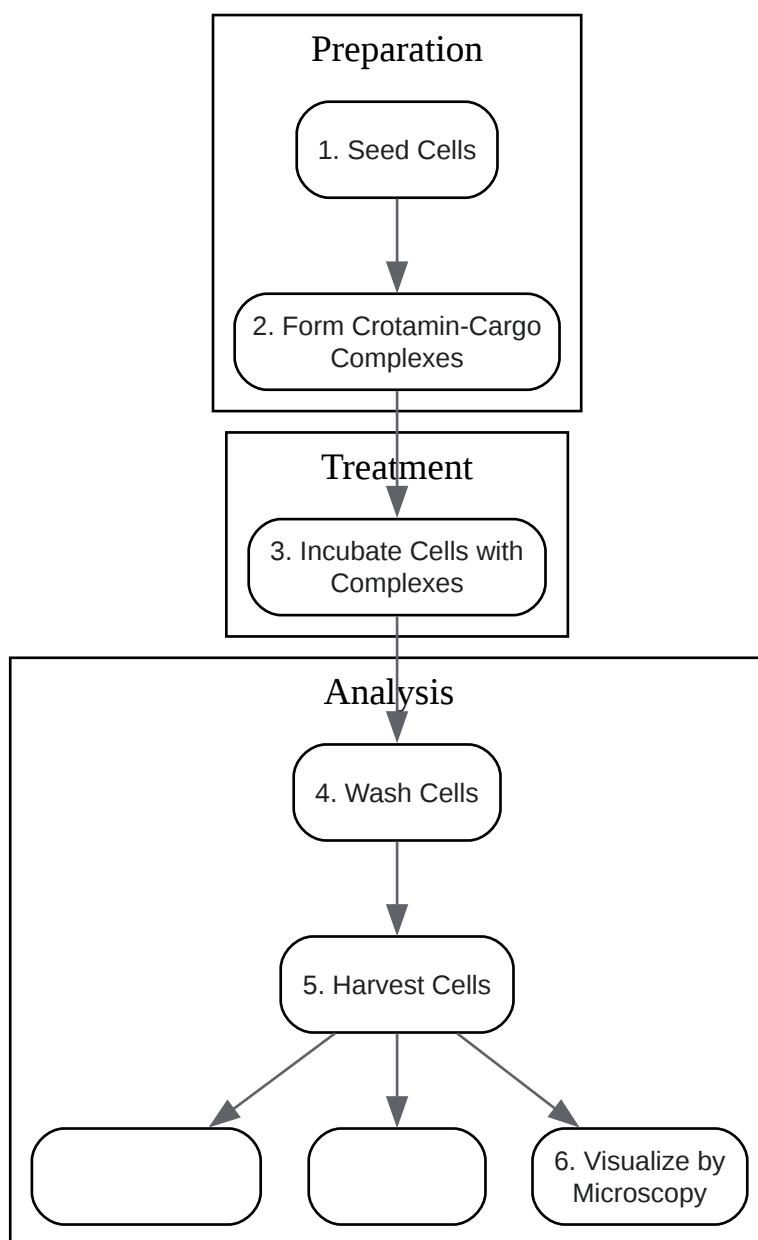 Preparation
1. Seed Cells
2. Form Crotamin-Cargo
Complexes
Treatment
3. Incubate Cells with
Complexes
Analysis
4. Wash Cells
5. Harvest Cells
6. Visualize by
Microscopy